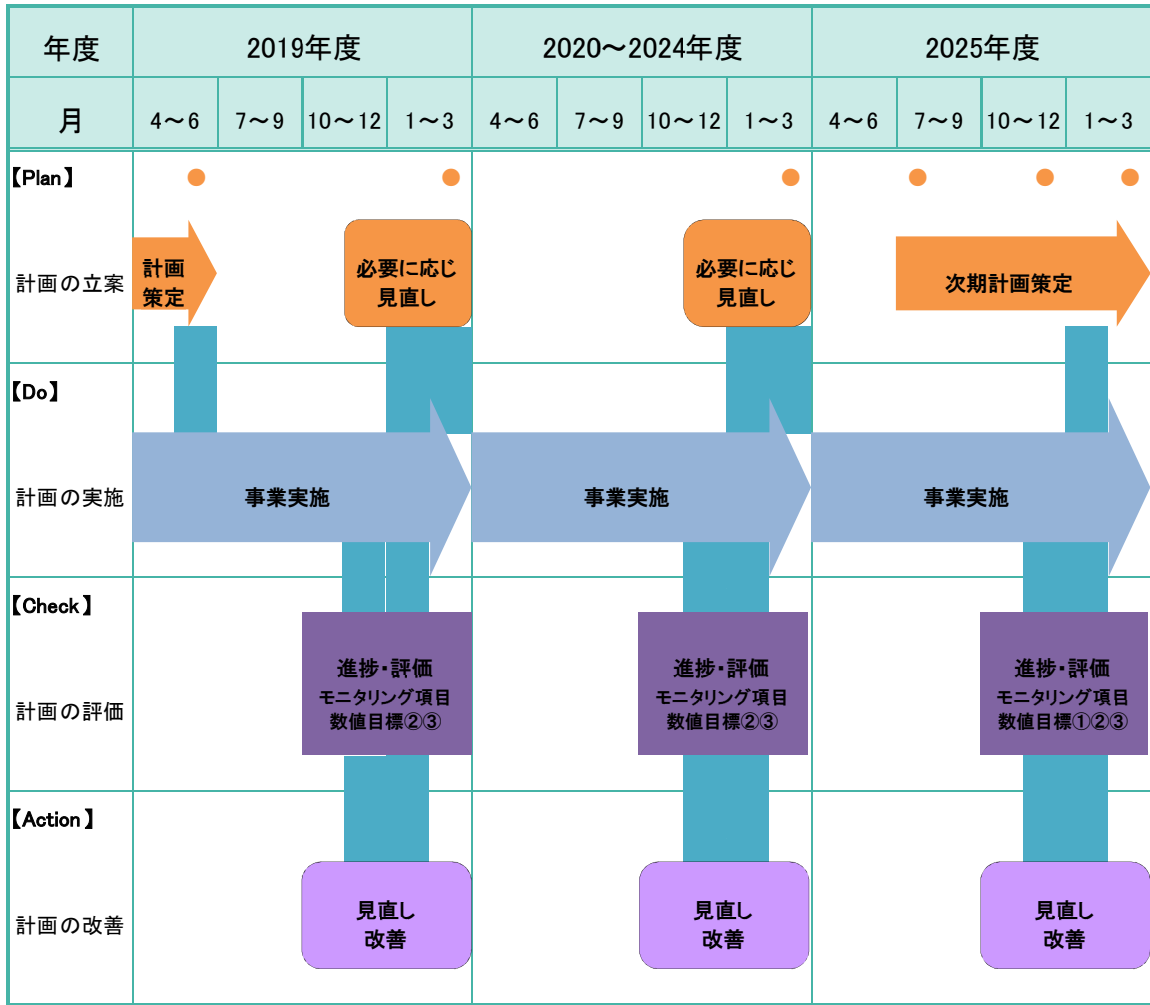 年度 2019年度 2020～2024年度 2025年度
月 4～6 7～9 10～12 1～3 4～6 7～9 10～12 1～3 4～6 7～9 10～12 1～3
【Plan】
計画の立案
計画
策定
必要に応じ
見直し
必要に応じ
見直し
次期計画策定
【Do】
計画の実施
事業実施
事業実施
事業実施
【Check】
計画の評価
進捗・評価
モニタリング項目
数値目標②③
進捗・評価
モニタリング項目
数値目標②③
進捗・評価
モニタリング項目
数値目標①②③
【Action】
計画の改善
見直し
改善
見直し
改善
見直し
改善